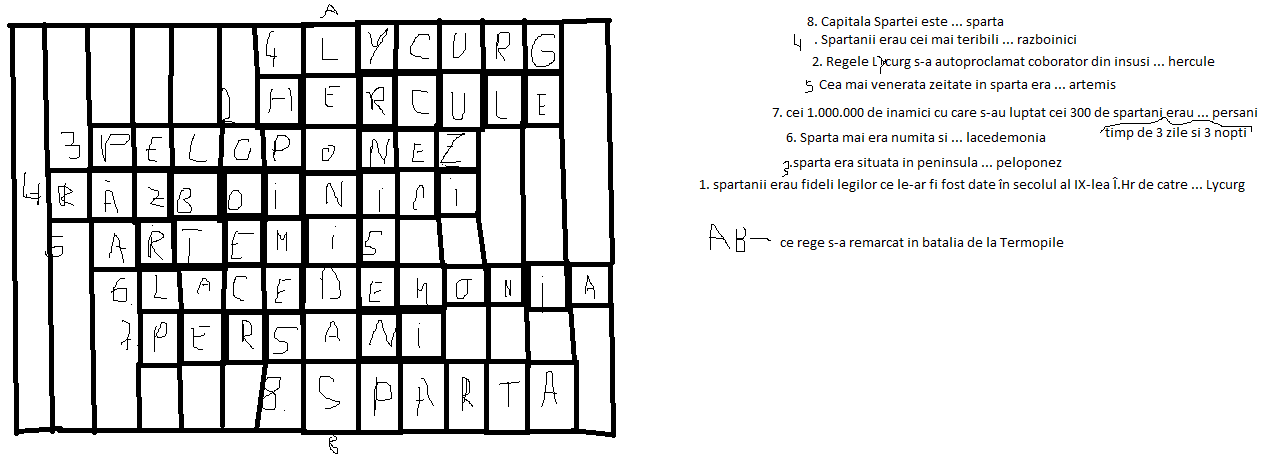 A
4 L Y C U R G
2 H E R C U L E
3 P E L O P O N E Z
4 R Ă Z B O I N I C I
5 A R T E M I S
6. L A C E D E M O N I A
7. P E R S A N I
8. S P A R T A
B
8. Capitala Spartei este ... sparta
4 . Spartanii erau cei mai teribili ... razboinici
2. Regele Lycurg s-a autoproclamat coborator din insusi ... hercule
5 Cea mai venerata zeitate in sparta era ... artemis
7. cei 1.000.000 de inamici cu care s-au luptat cei 300 de spartani erau ... persani
timp de 3 zile si 3 nopti
6. Sparta mai era numita si ... lacedemonia
3.sparta era situata in peninsula ... peloponez
1. spartanii erau fideli legilor ce le-ar fi fost date în secolul al IX-lea Î.Hr de catre ... Lycurg
AB— ce rege s-a remarcat in batalia de la Termopile